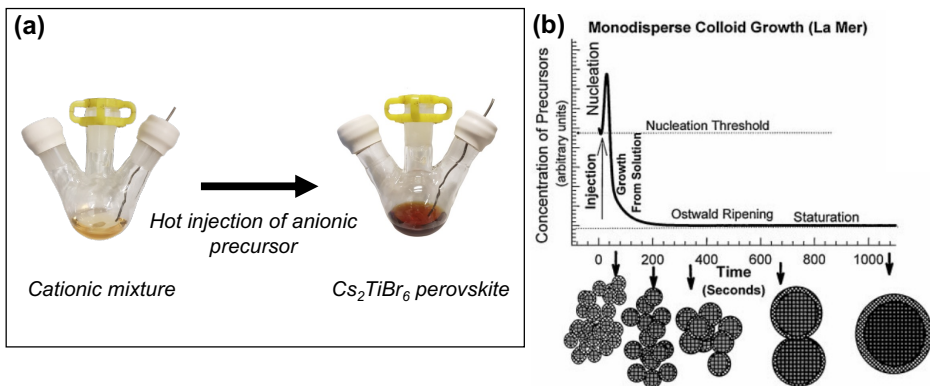 (a)
Hot injection of anionic
precursor
Cationic mixture
Cs₂TiBr₆ perovskite
(b)
Monodisperse Colloid Growth (La Mer)
Concentration of Precursors
(arbitrary units)
Nucleation
Nucleation Threshold
Injection
Growth
From Solution
Ostwald Ripening
Staturation
0 200 400 600 800 1000
Time
(Seconds)